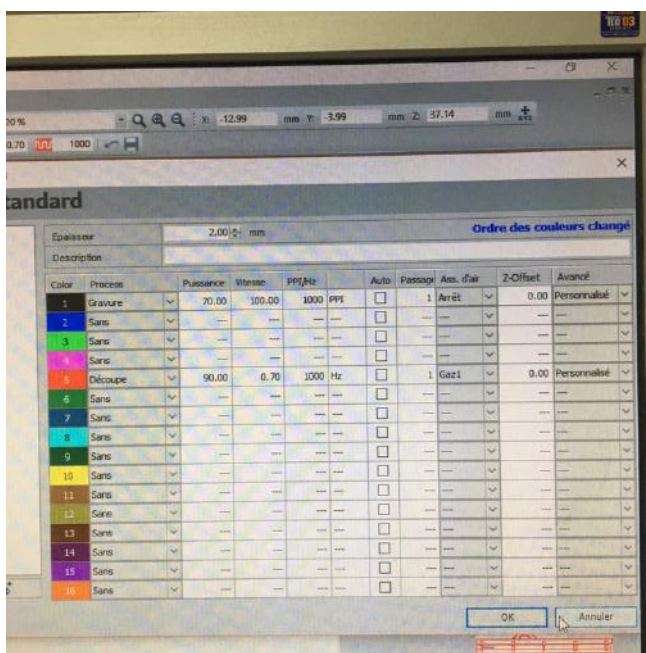 Tro 03
00 %
X: -12.99 mm Y: -3.99 mm Z: 37.14 mm
0.70 1000
tandard
Epaisseur 2.00 mm Ordre des couleurs changé
Description
Color Process Puissance Vitesse PPI/Hz Auto Passage Ass. d'air Z-Offset Avancé
1 Gravure 70.00 100.00 1000 PPI 1 Arrêt 0.00 Personnalisé
2 Sans --- --- --- --- --- --- --- ---
3 Sans --- --- --- --- --- --- --- ---
4 Sans --- --- --- --- --- --- --- ---
5 Découpe 90.00 0.70 1000 Hz 1 Gaz1 0.00 Personnalisé
6 Sans --- --- --- --- --- --- --- ---
7 Sans --- --- --- --- --- --- --- ---
8 Sans --- --- --- --- --- --- --- ---
9 Sans --- --- --- --- --- --- --- ---
10 Sans --- --- --- --- --- --- --- ---
11 Sans --- --- --- --- --- --- --- ---
12 Sans --- --- --- --- --- --- --- ---
13 Sans --- --- --- --- --- --- --- ---
14 Sans --- --- --- --- --- --- --- ---
15 Sans --- --- --- --- --- --- --- ---
16 Sans --- --- --- --- --- --- --- ---
OK Annuler